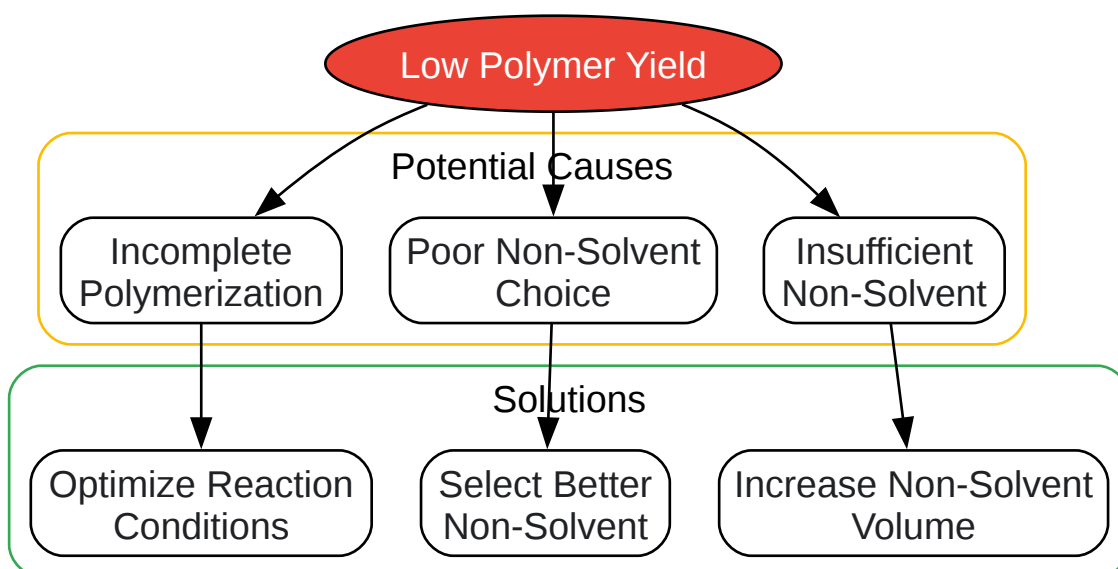 Low Polymer Yield
Potential Causes
Incomplete
Polymerization
Poor Non-Solvent
Choice
Insufficient
Non-Solvent
Solutions
Optimize Reaction
Conditions
Select Better
Non-Solvent
Increase Non-Solvent
Volume